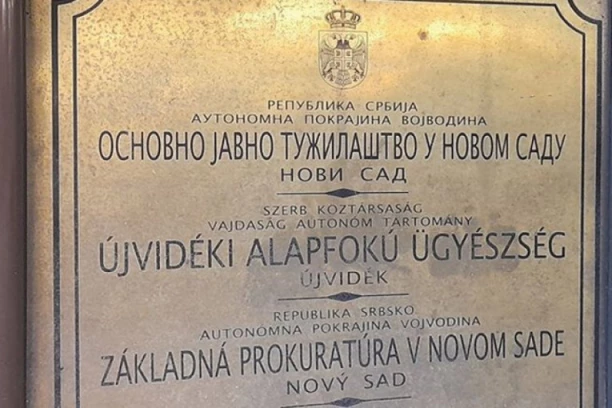 РЕПУБЛИКА СРБИЈА
АУТОНОМНА ПОКРАЈИНА ВОЈВОДИНА
ОСНОВНО ЈАВНО ТУЖИЛАШТВО У НОВОМ САДУ
НОВИ САД
SZERB KÖZTÁRSASÁG
VAJDASÁG AUTONÓM TARTOMÁNY
ÚJVIDÉKI ALAPFOKÚ ÜGYÉSZSÉG
ÚJVIDÉK
REPUBLIKA SRBSKO
AUTONOMNA POKRAJINA VOJVODINA
ZÁKLADNÁ PROKURATÚRA V NOVOM SADE
NOVÝ SAD